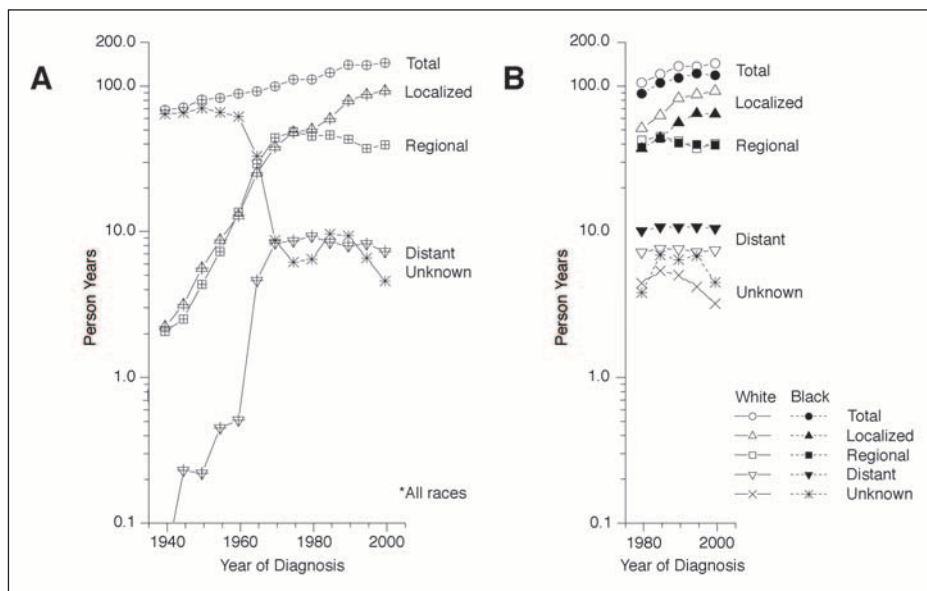 A
200.0
100.0
10.0
1.0
0.1
Person Years
Total
Localized
Regional
Distant
Unknown
*All races
1940 1960 1980 2000
Year of Diagnosis
B
200.0
100.0
10.0
1.0
0.1
Person Years
Total
Localized
Regional
Distant
Unknown
White Black
Total
Localized
Regional
Distant
Unknown
1980 2000
Year of Diagnosis